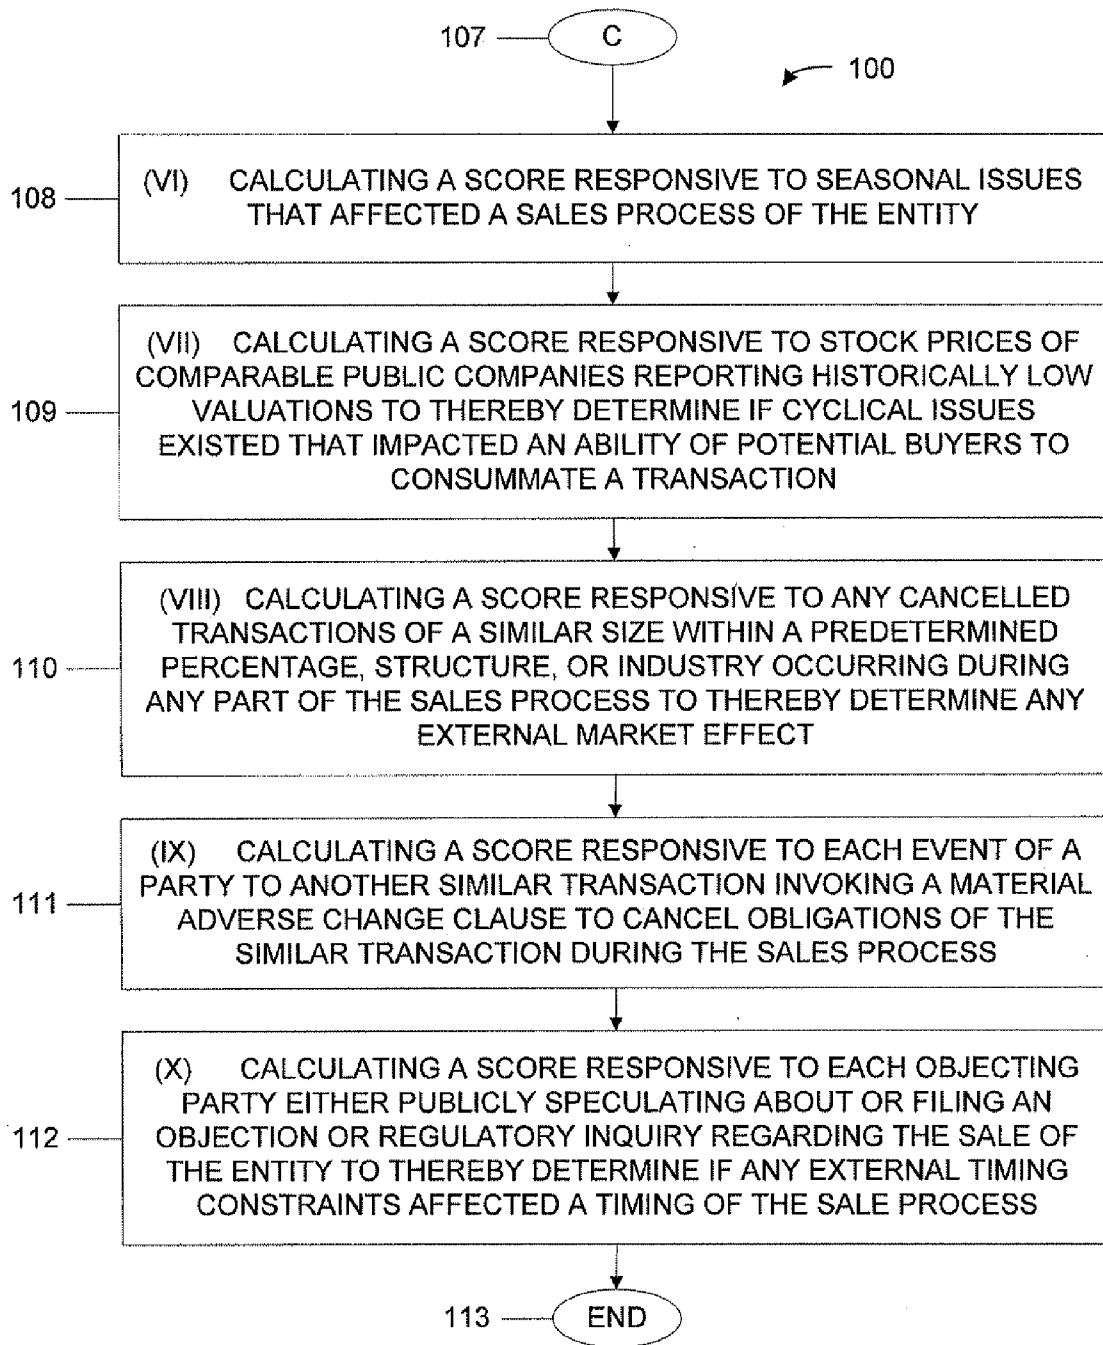 107 C
100
108 (VI) CALCULATING A SCORE RESPONSIVE TO SEASONAL ISSUES
THAT AFFECTED A SALES PROCESS OF THE ENTITY
(VII) CALCULATING A SCORE RESPONSIVE TO STOCK PRICES OF
COMPARABLE PUBLIC COMPANIES REPORTING HISTORICALLY LOW
109 VALUATIONS TO THEREBY DETERMINE IF CYCLICAL ISSUES
EXISTED THAT IMPACTED AN ABILITY OF POTENTIAL BUYERS TO
CONSUMMATE A TRANSACTION
(VIII) CALCULATING A SCORE RESPONSIVE TO ANY CANCELLED
TRANSACTIONS OF A SIMILAR SIZE WITHIN A PREDETERMINED
110 PERCENTAGE, STRUCTURE, OR INDUSTRY OCCURRING DURING
ANY PART OF THE SALES PROCESS TO THEREBY DETERMINE ANY
EXTERNAL MARKET EFFECT
(IX) CALCULATING A SCORE RESPONSIVE TO EACH EVENT OF A
111 PARTY TO ANOTHER SIMILAR TRANSACTION INVOKING A MATERIAL
ADVERSE CHANGE CLAUSE TO CANCEL OBLIGATIONS OF THE
SIMILAR TRANSACTION DURING THE SALES PROCESS
(X) CALCULATING A SCORE RESPONSIVE TO EACH OBJECTING
PARTY EITHER PUBLICLY SPECULATING ABOUT OR FILING AN
112 OBJECTION OR REGULATORY INQUIRY REGARDING THE SALE OF
THE ENTITY TO THEREBY DETERMINE IF ANY EXTERNAL TIMING
CONSTRAINTS AFFECTED A TIMING OF THE SALE PROCESS
113 END